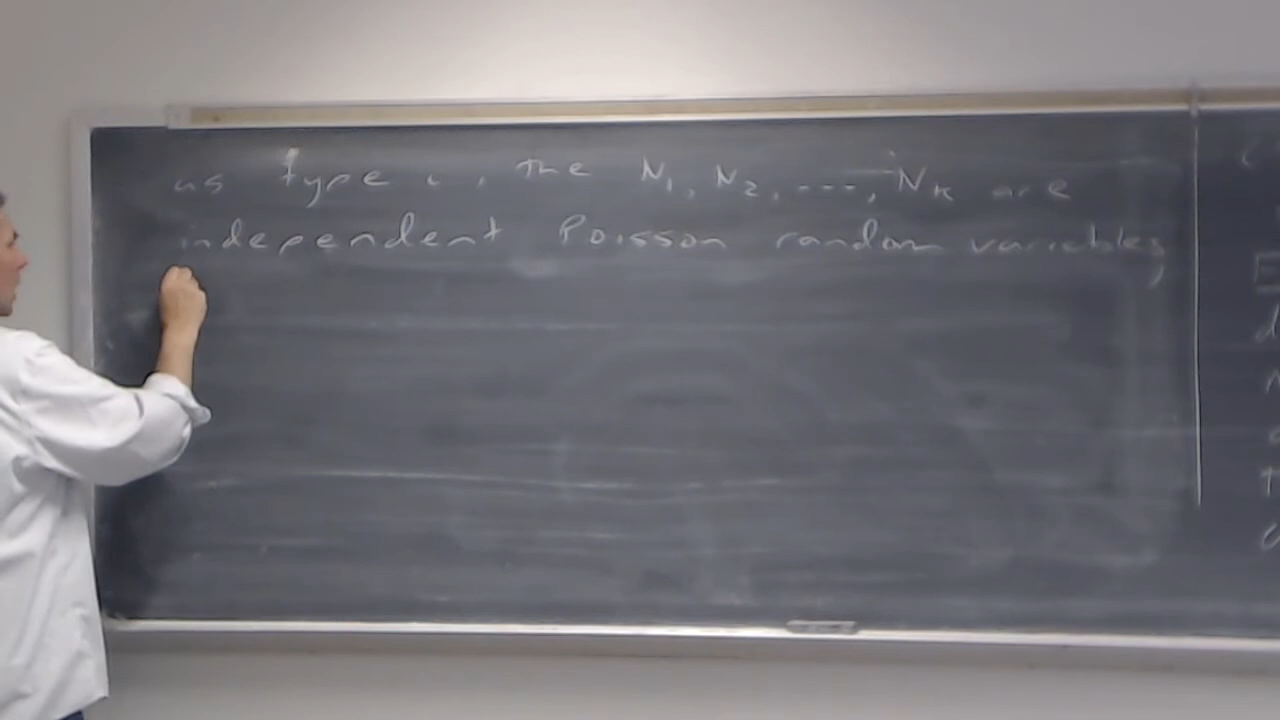 as type i, the N₁, N₂, ...., Nₖ are
independent Poisson random variables,